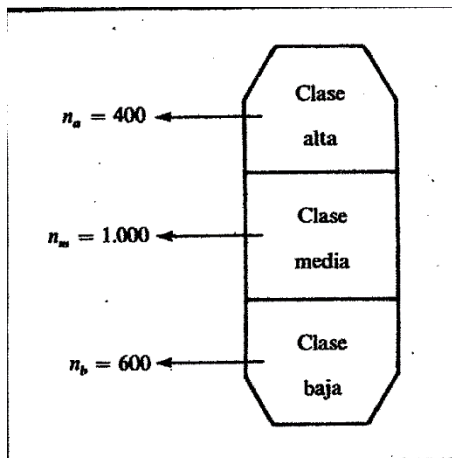 Clase
alta
nₐ = 400
Clase
media
nₘ = 1.000
Clase
baja
n_b = 600